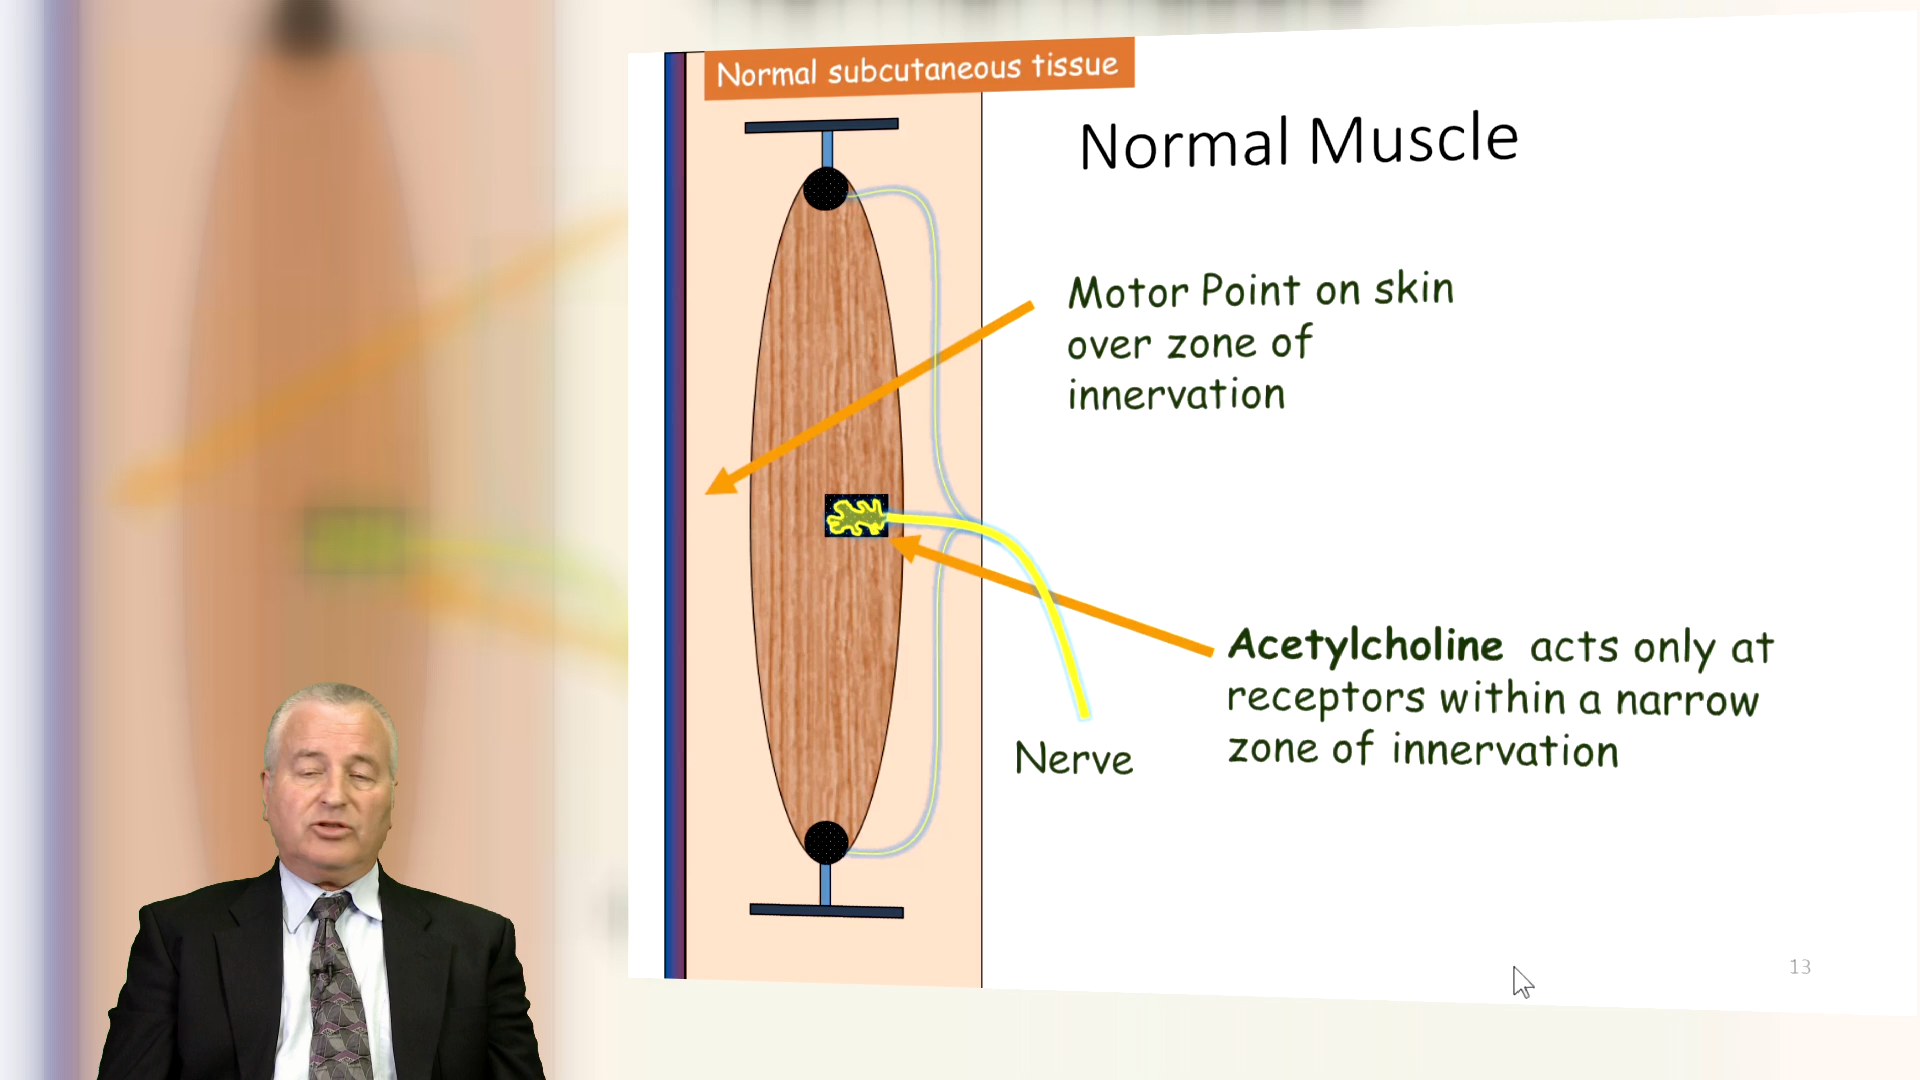 Normal subcutaneous tissue
Normal Muscle
Motor Point on skin
over zone of
innervation
Acetylcholine acts only at
receptors within a narrow
zone of innervation
Nerve
13